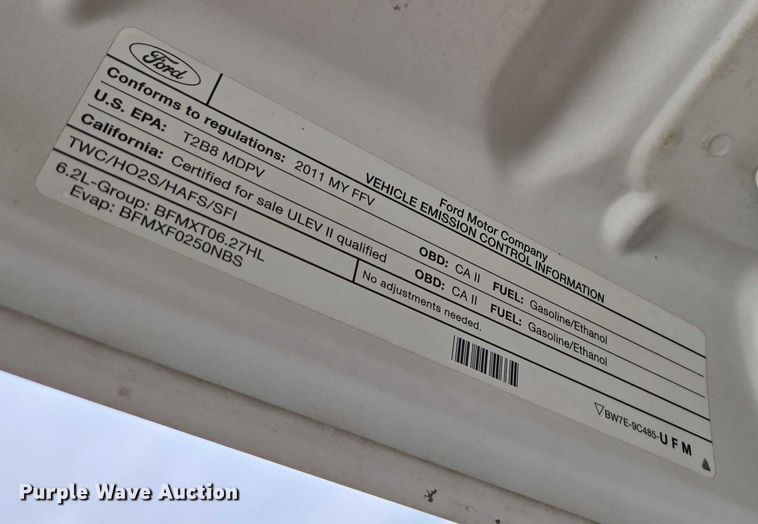 Ford
Ford Motor Company
VEHICLE EMISSION CONTROL INFORMATION
Conforms to regulations: 2011 MY FFV
U.S. EPA: T2B8 MDPV OBD: CA II FUEL: Gasoline/Ethanol
California: Certified for sale ULEV II qualified OBD: CA II FUEL: Gasoline/Ethanol
TWC/HO2S/HAFS/SFI
6.2L-Group: BFMXT06.27HL
Evap: BFMXF0250NBS
No adjustments needed.
BW7E-9C485-UFM
Purple Wave Auction